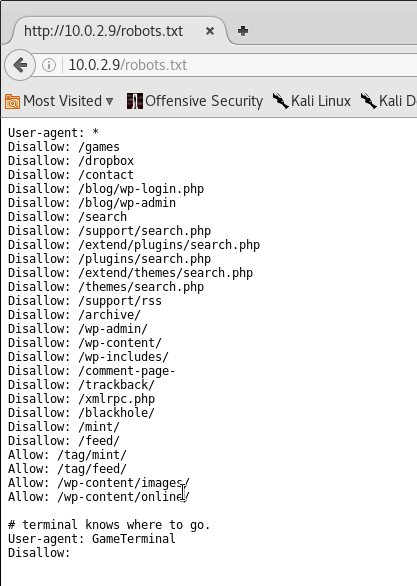 http://10.0.2.9/robots.txt
10.0.2.9/robots.txt
Most Visited Offensive Security Kali Linux Kali D
User-agent: *
Disallow: /games
Disallow: /dropbox
Disallow: /contact
Disallow: /blog/wp-login.php
Disallow: /blog/wp-admin
Disallow: /search
Disallow: /support/search.php
Disallow: /extend/plugins/search.php
Disallow: /plugins/search.php
Disallow: /extend/themes/search.php
Disallow: /themes/search.php
Disallow: /support/rss
Disallow: /archive/
Disallow: /wp-admin/
Disallow: /wp-content/
Disallow: /wp-includes/
Disallow: /comment-page-
Disallow: /trackback/
Disallow: /xmlrpc.php
Disallow: /blackhole/
Disallow: /mint/
Disallow: /feed/
Allow: /tag/mint/
Allow: /tag/feed/
Allow: /wp-content/images/
Allow: /wp-content/online/
# terminal knows where to go.
User-agent: GameTerminal
Disallow: